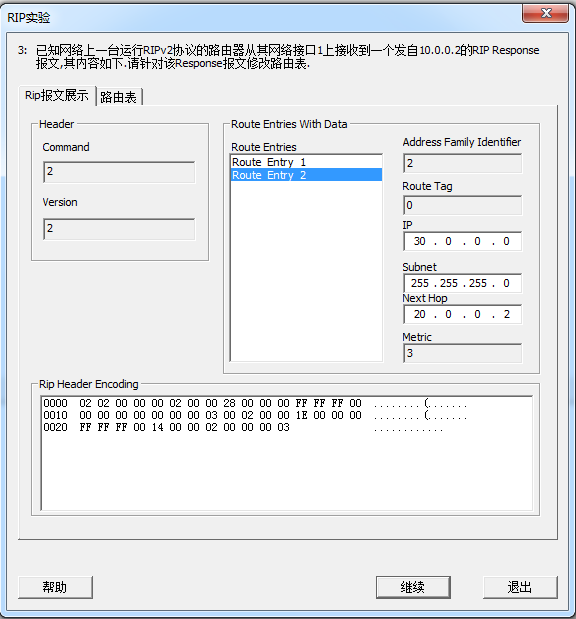 RIP实验
3: 已知网络上一台运行RIPv2协议的路由器从其网络接口1上接收到一个发自10.0.0.2的RIP Response
报文,其内容如下.请针对该Response报文修改路由表.
Rip报文展示 路由表
Header
Command
2
Version
2
Route Entries With Data
Route Entries
Route Entry 1
Route Entry 2
Address Family Identifier
2
Route Tag
0
IP
30 . 0 . 0 . 0
Subnet
255 . 255 . 255 . 0
Next Hop
20 . 0 . 0 . 2
Metric
3
Rip Header Encoding
0000 02 02 00 00 00 02 00 00 28 00 00 00 FF FF FF 00 ........(.......
0010 00 00 00 00 00 00 00 03 00 02 00 00 1E 00 00 00 ........(.......
0020 FF FF FF 00 14 00 00 02 00 00 00 03 ............
帮助 继续 退出